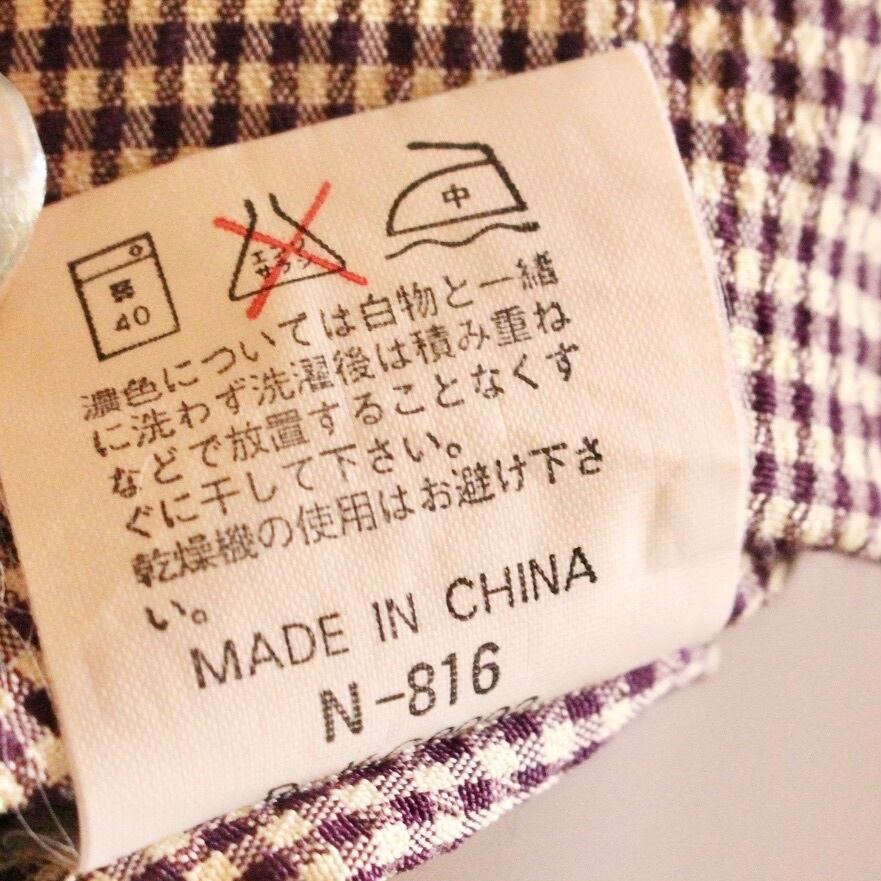 40
エンソ
サラシ
中
濃色については白物と一緒
に洗わず洗濯後は積み重ね
などで放置することなくす
ぐに干して下さい。
乾燥機の使用はお避け下さ
い。
MADE IN CHINA
N-816